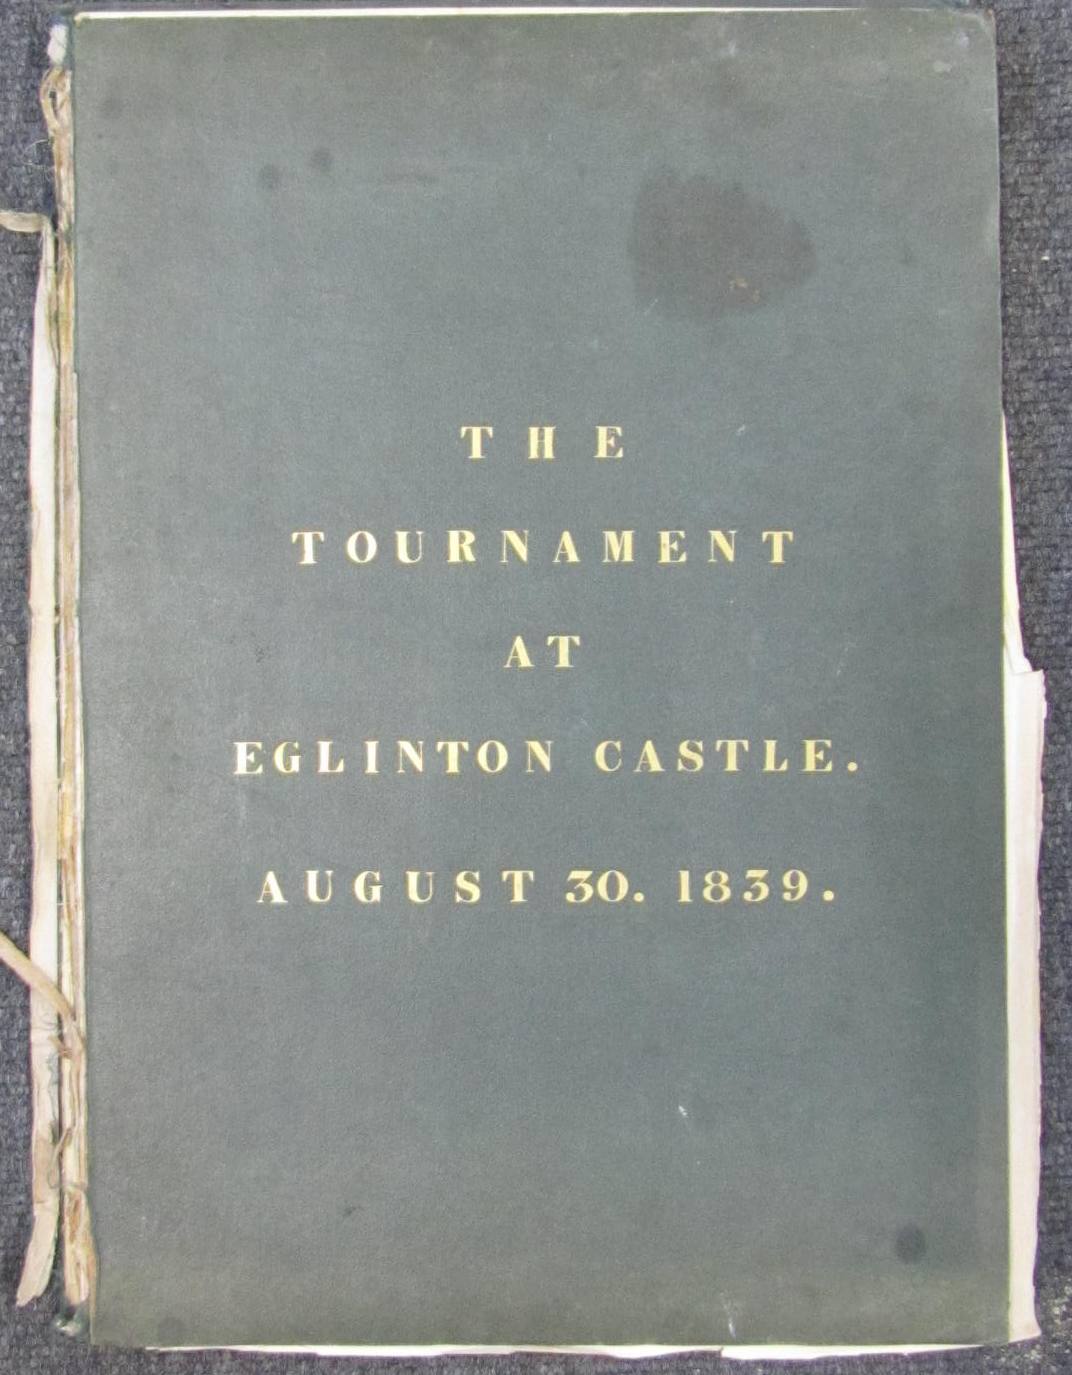 THE
TOURNAMENT
AT
EGLINTON CASTLE.
AUGUST 30. 1839.